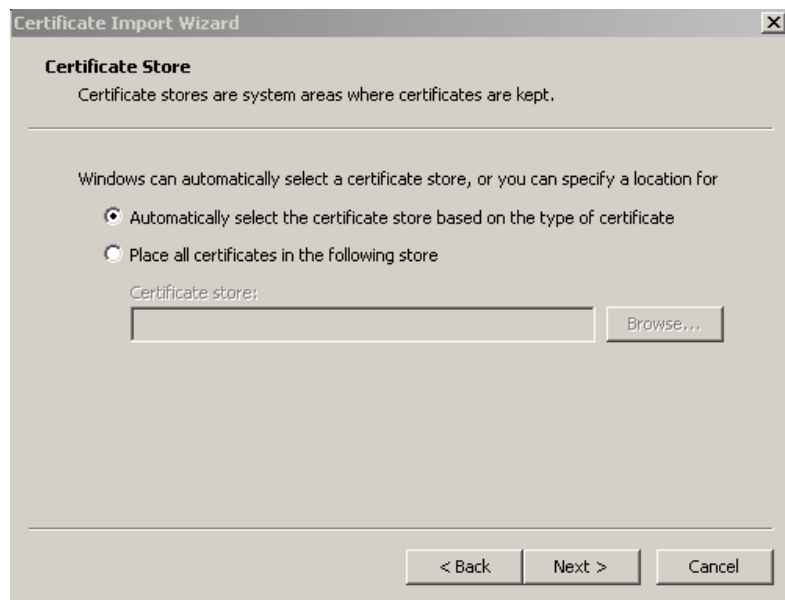 Certificate Import Wizard
Certificate Store
Certificate stores are system areas where certificates are kept.
Windows can automatically select a certificate store, or you can specify a location for
Automatically select the certificate store based on the type of certificate
Place all certificates in the following store
Certificate store:
Browse...
< Back Next > Cancel